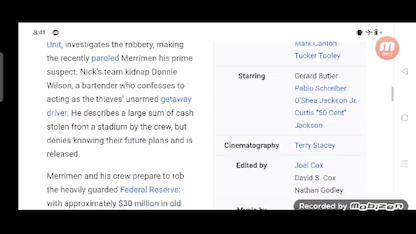 8:41
Unit, investigates the robbery, making
the recently paroled Merrimen his prime
suspect. Nick's team kidnap Donnie
Wilson, a bartender who confesses to
acting as the thieves' unarmed getaway
driver. He describes a large sum of cash
stolen from a stadium by the crew, but
denies knowing their future plans and is
released.
Merrimen and his crew prepare to rob
the heavily guarded Federal Reserve:
with approximately $30 million in old
Mark Canton
Tucker Tooley
Starring
Gerard Butler
Pablo Schreiber
O'Shea Jackson Jr.
Curtis "50 Cent"
Jackson
Cinematography
Terry Stacey
Edited by
Joel Cox
David S. Cox
Nathan Godley
Music by
Recorded by Mobizen